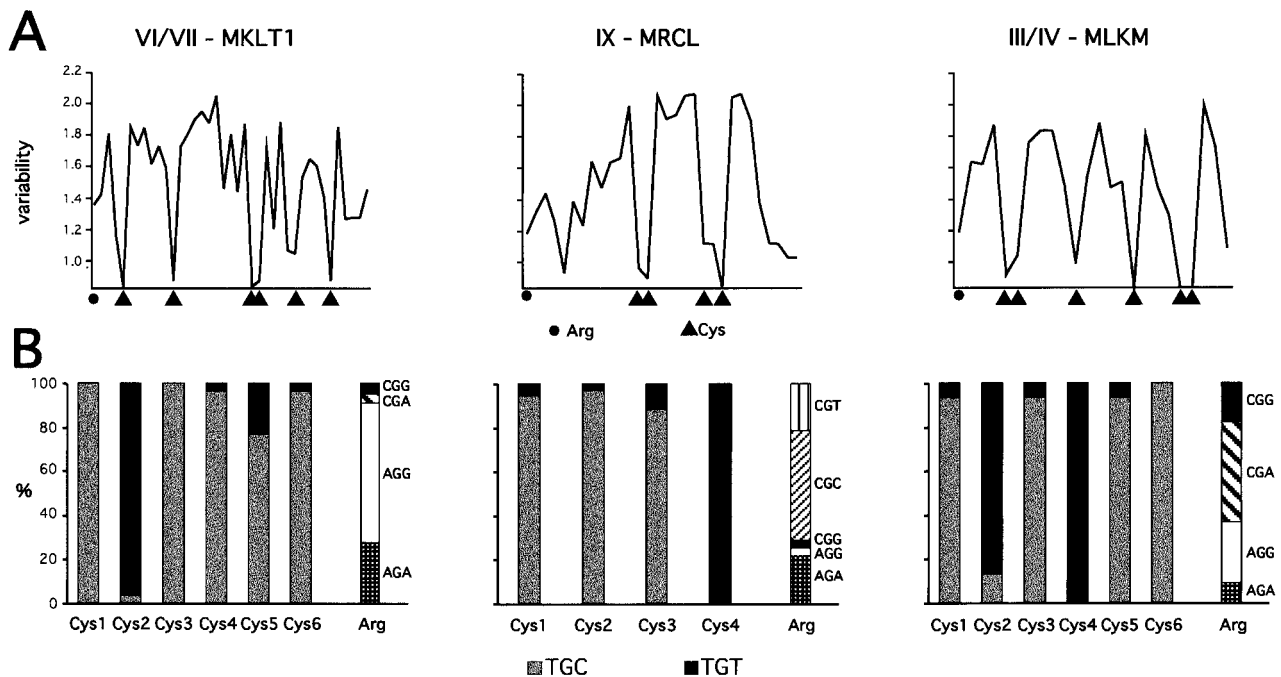 A
VI/VII - MKLT1
IX - MRCL
III/IV - MLKM
variability
2.2
2.0
1.8
1.6
1.4
1.2
1.0
Arg
Cys
B
%
100
80
60
40
20
0
CGG
CGA
AGG
AGA
CGT
CGC
CGG
AGG
AGA
CGG
CGA
AGG
AGA
Cys1 Cys2 Cys3 Cys4 Cys5 Cys6 Arg
Cys1 Cys2 Cys3 Cys4 Arg
Cys1 Cys2 Cys3 Cys4 Cys5 Cys6 Arg
TGC
TGT